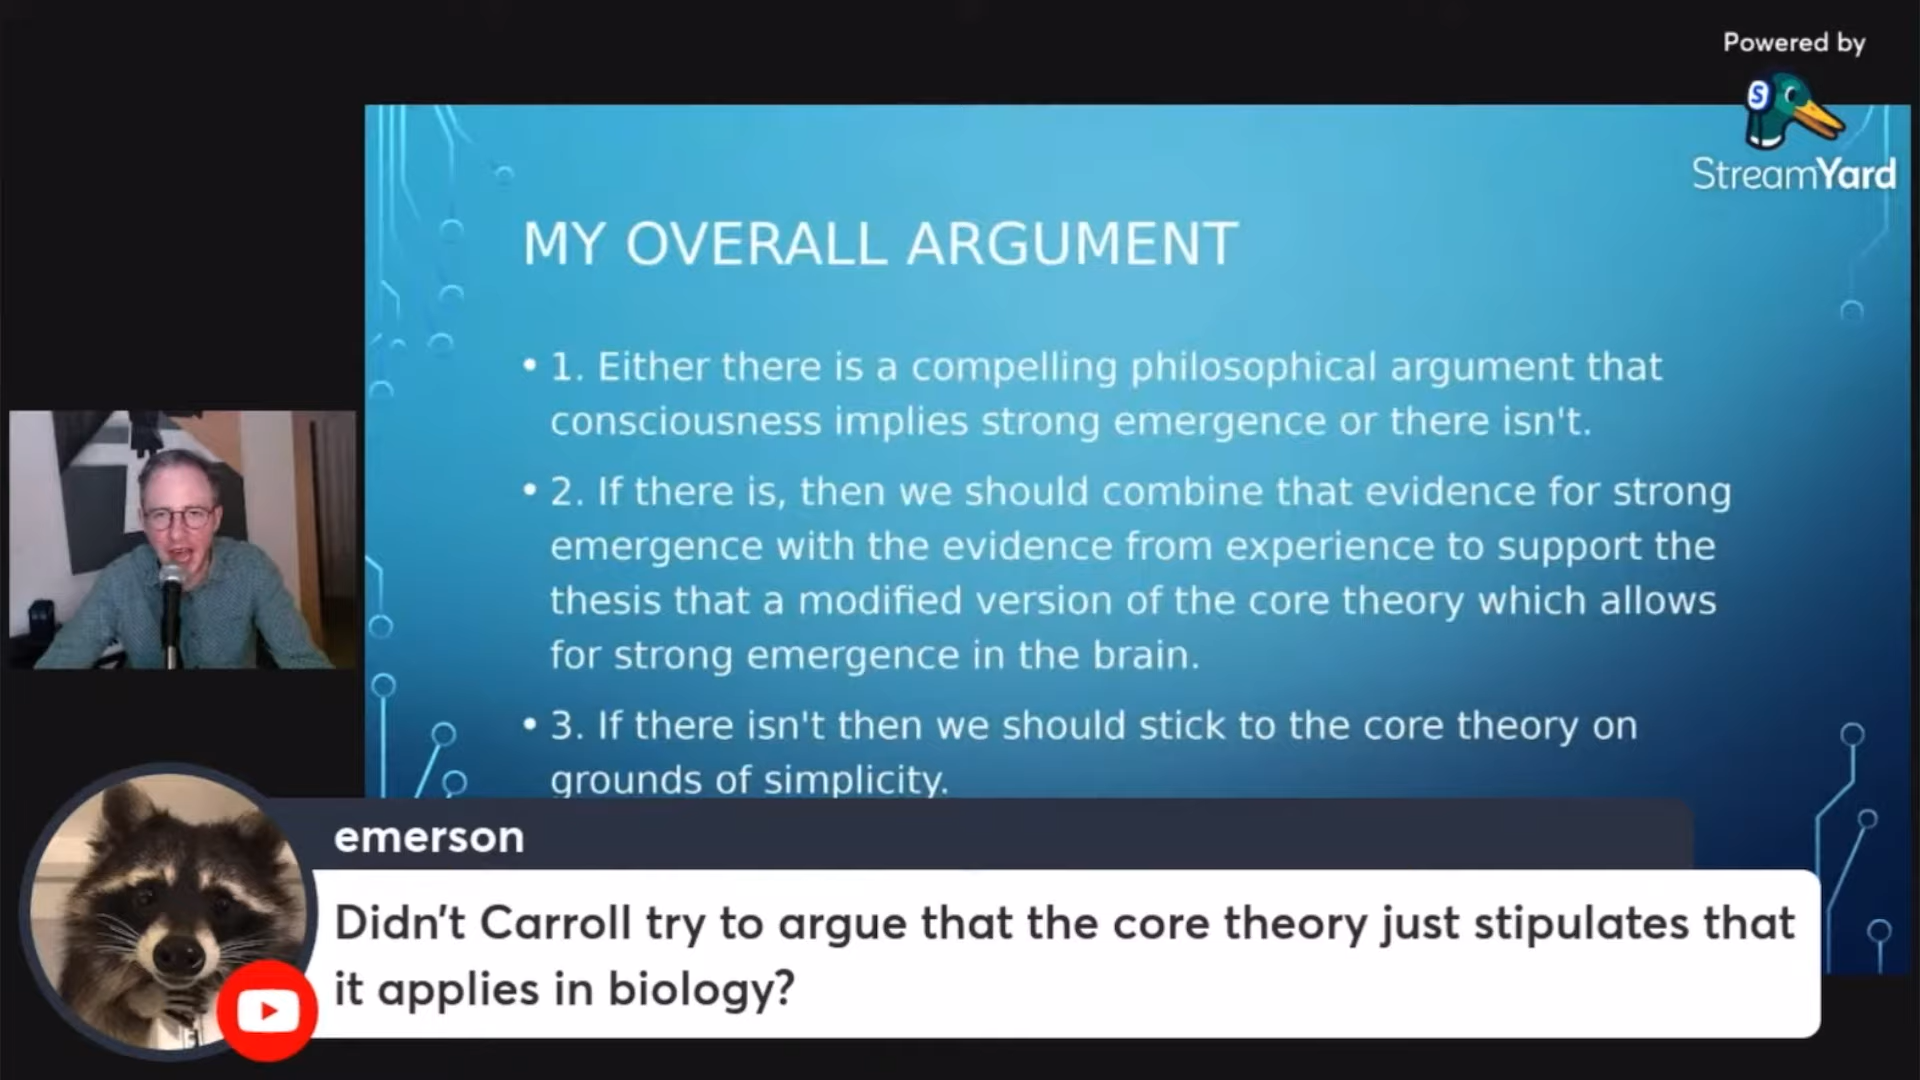 Powered by
S
StreamYard
MY OVERALL ARGUMENT
• 1. Either there is a compelling philosophical argument that
consciousness implies strong emergence or there isn't.
• 2. If there is, then we should combine that evidence for strong
emergence with the evidence from experience to support the
thesis that a modified version of the core theory which allows
for strong emergence in the brain.
• 3. If there isn't then we should stick to the core theory on
grounds of simplicity.
emerson
Didn’t Carroll try to argue that the core theory just stipulates that
it applies in biology?